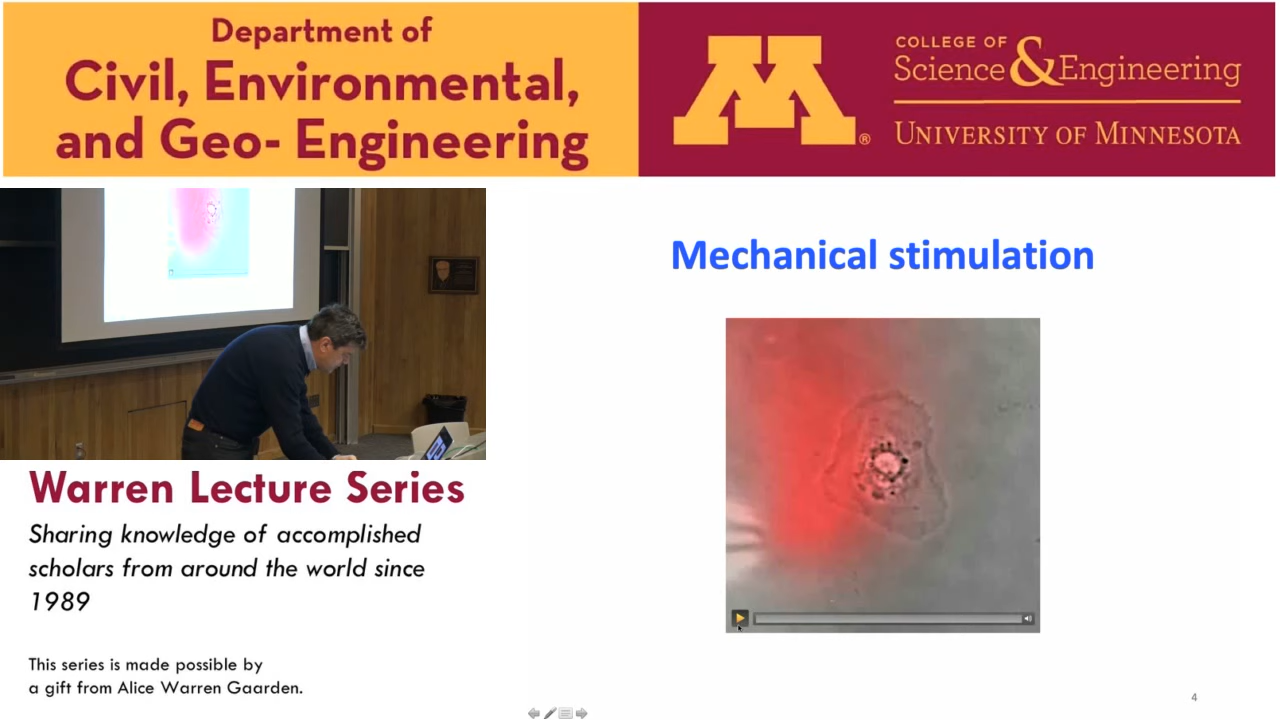 Department of
Civil, Environmental,
and Geo- Engineering
M®
COLLEGE OF
Science & Engineering
UNIVERSITY OF MINNESOTA
Mechanical stimulation
Warren Lecture Series
Sharing knowledge of accomplished
scholars from around the world since
1989
This series is made possible by
a gift from Alice Warren Gaarden.
4